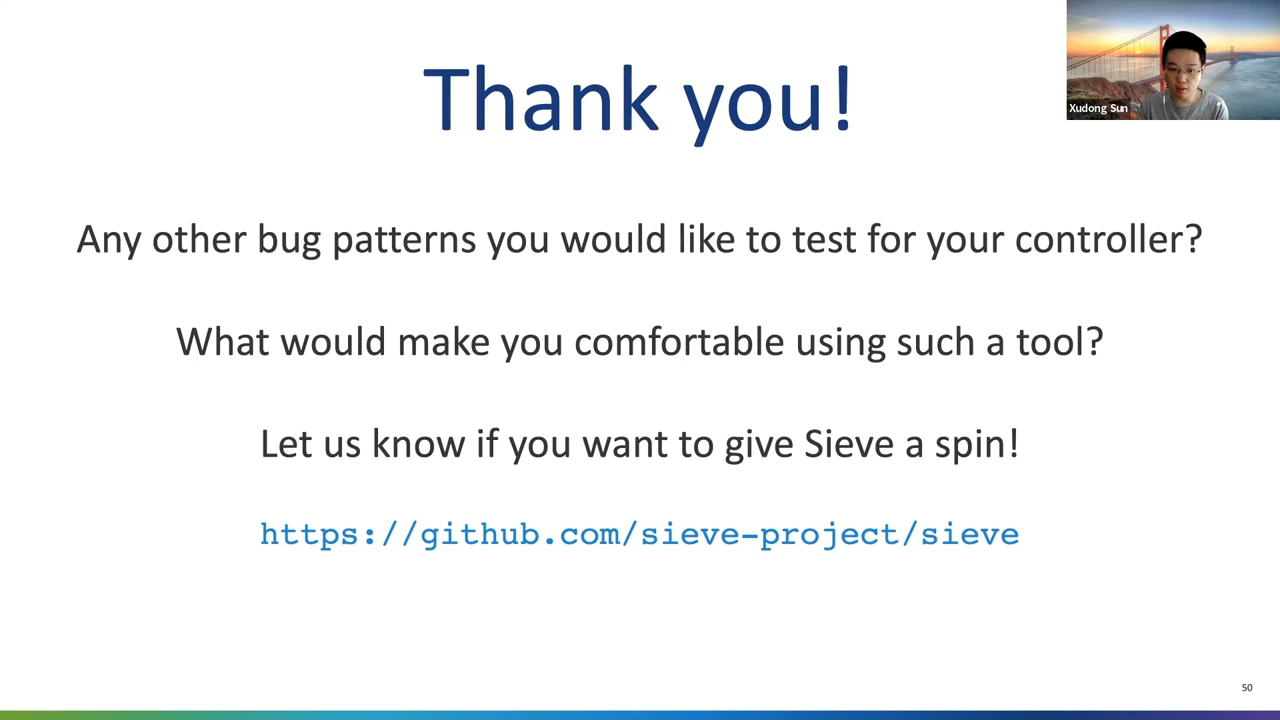 Thank you!
Xudong Sun
Any other bug patterns you would like to test for your controller?
What would make you comfortable using such a tool?
Let us know if you want to give Sieve a spin!
https://github.com/sieve-project/sieve
50